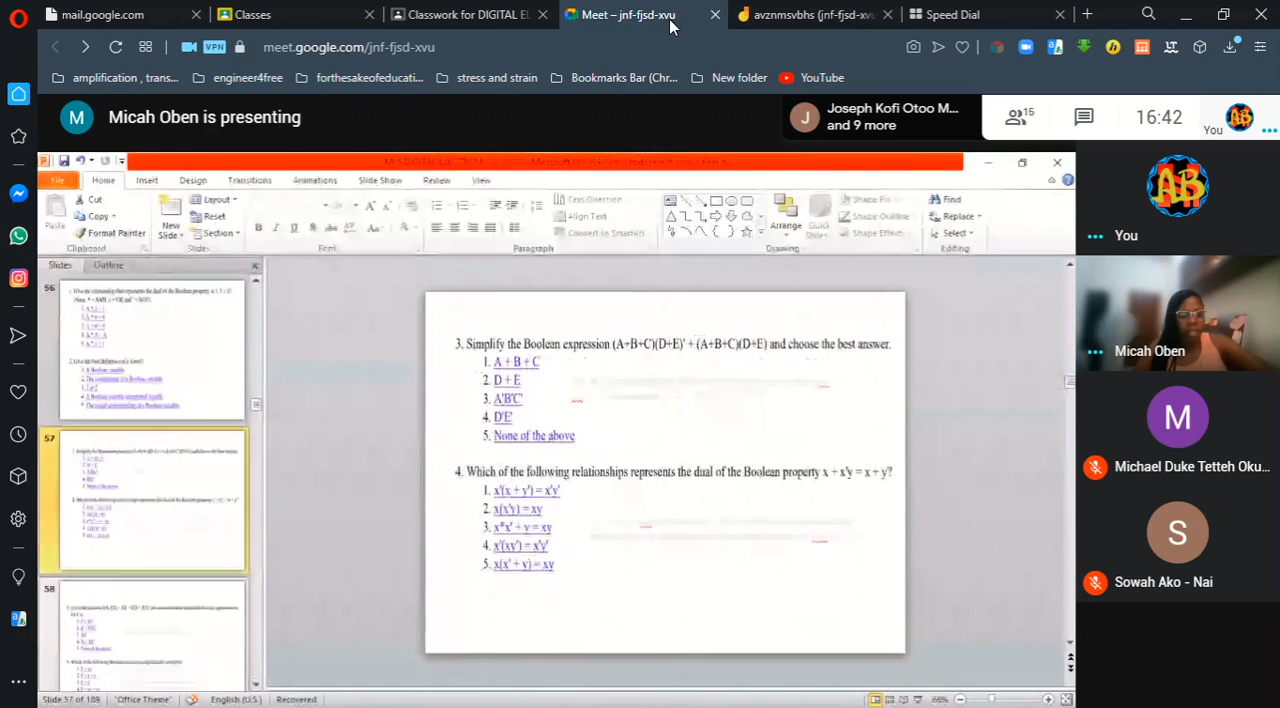 mail.google.com
Classes
Classwork for DIGITAL EL
Meet – jnf-fjsd-xvu
avznmsvbhs (jnf-fjsd-xv
Speed Dial
VPN
meet.google.com/jnf-fjsd-xvu
amplification , trans...
engineer4free
forthesakeofeducati...
stress and strain
Bookmarks Bar (Chr...
New folder
YouTube
M
Micah Oben is presenting
J
Joseph Kofi Otoo M...
and 9 more
15
16:42
You
File
Home
Insert
Design
Transitions
Animations
Slide Show
Review
View
Paste
Cut
Copy
Format Painter
Clipboard
New
Slide
Layout
Reset
Section
Slides
Font
Text Direction
Align Text
Convert to SmartArt
Paragraph
Arrange
Quick
Styles
Shape Fill
Shape Outline
Shape Effects
Drawing
Find
Replace
Select
Editing
Slides
Outline
56
57
58
3. Simplify the Boolean expression (A+B+C)(D+E)' + (A+B+C)(D+E) and choose the best answer.
1. A + B + C
2. D + E
3. A'B'C'
4. D'E'
5. None of the above
4. Which of the following relationships represents the dual of the Boolean property x + x'y = x + y?
1. x'(x + y') = x'y'
2. x(x'y) = xy
3. x*x' + y = xy
4. x'(xy') = x'y'
5. x(x' + y) = xy
Slide 57 of 189
"Office Theme"
English (U.S.)
Recovered
66%
You
Micah Oben
M
Michael Duke Tetteh Oku...
S
Sowah Ako - Nai